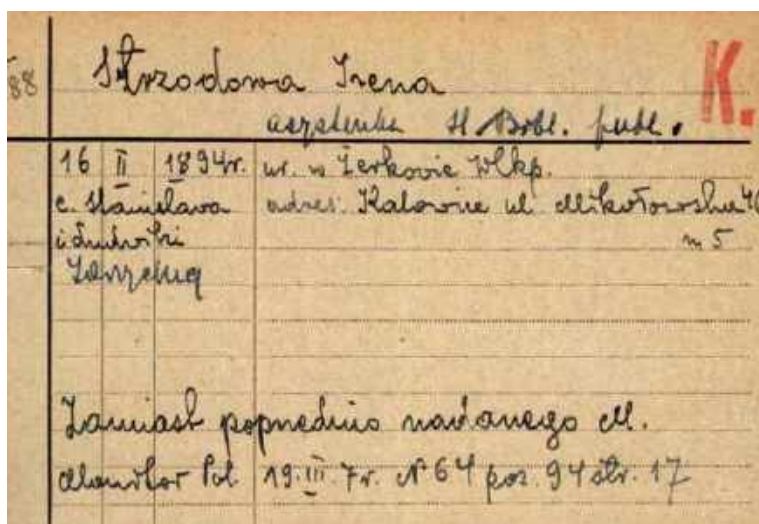 88
Strzodowa Irena
K.
asystentka st Bibl. publ.
16 II 1894r. ur. w Żerkowie Wlkp.
c. Stanisława adres: Katowice ul. Mikołowska
i Ludwiki m 5
Zamiast poprzednio nadanego M.
Monitor Pol. 19.III.7r. N 64 poz. 94 str. 17